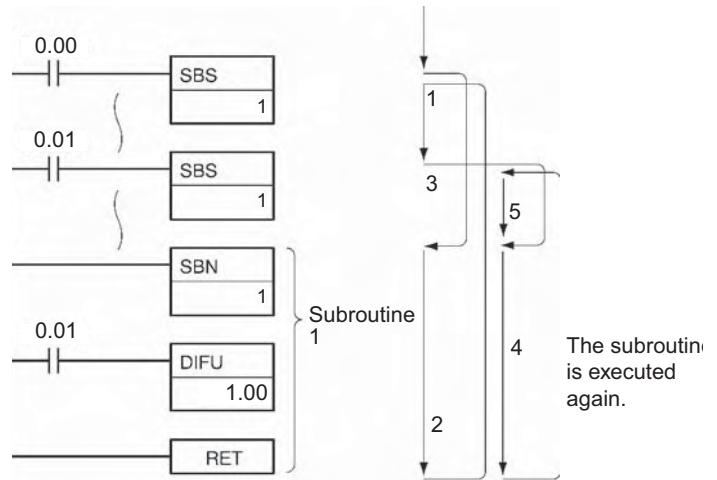 0.00
SBS
1
0.01
SBS
1
SBN
1
0.01
DIFU
1.00
RET
Subroutine
1
1
3
5
2
4
The subroutine
is executed
again.